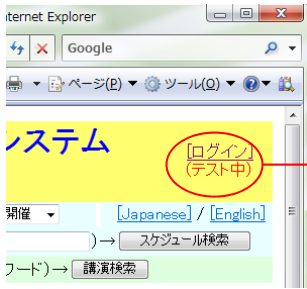 nternet Explorer
Google
ページ(P) ツール(O)
システム
[ログイン]
(テスト中)
開催 [Japanese] / [English]
)→ スケジュール検索
ワード)→ 講演検索